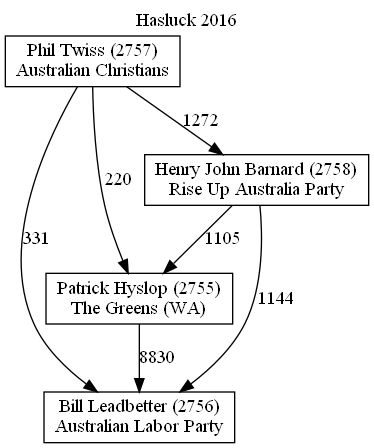 Hasluck 2016
Phil Twiss (2757)
Australian Christians
1272
Henry John Barnard (2758)
Rise Up Australia Party
220
331
1105
1144
Patrick Hyslop (2755)
The Greens (WA)
8830
Bill Leadbetter (2756)
Australian Labor Party